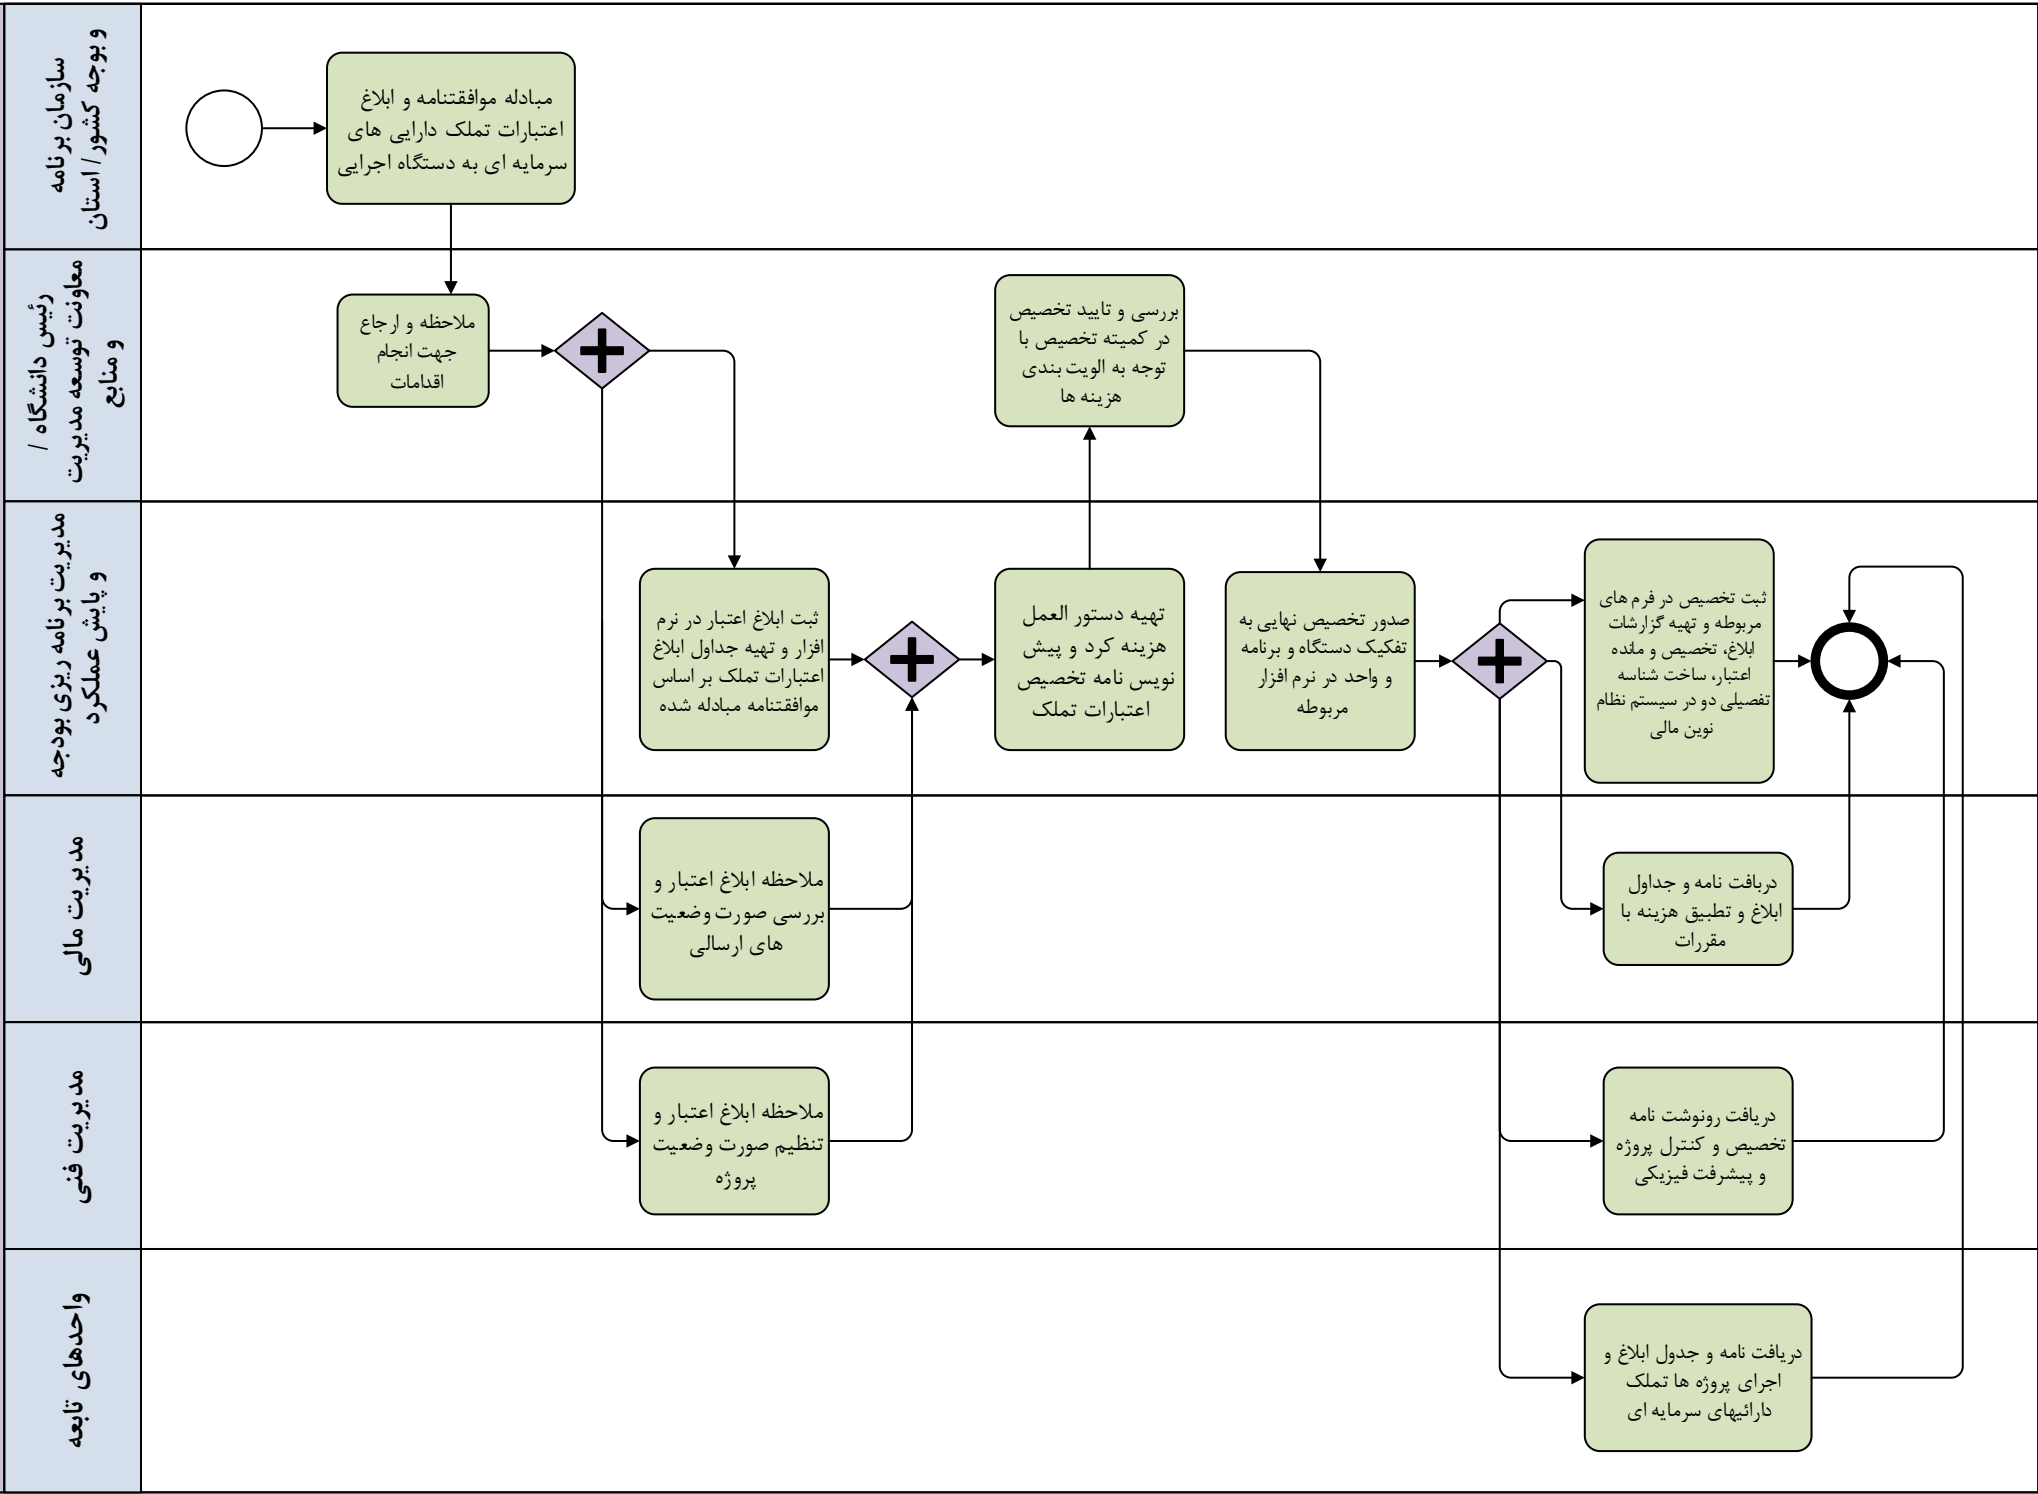 سازمان برنامه
و بوجه کشور/ استان
مبادله موافقتنامه و ابلاغ
اعتبارات تملک دارایی های
سرمایه ای به دستگاه اجرایی
رئیس دانشگاه /
معاونت توسعه مدیریت
و منابع
ملاحظه و ارجاع
جهت انجام
اقدامات
بررسی و تایید تخصیص
در کمیته تخصیص با
توجه به الویت بندی
هزینه ها
مدیریت برنامه ریزی بودجه
و پایش عملکرد
ثبت ابلاغ اعتبار در نرم
افزار و تهیه جداول ابلاغ
اعتبارات تملک بر اساس
موافقتنامه مبادله شده
تهیه دستور العمل
هزینه کرد و پیش
نویس نامه تخصیص
اعتبارات تملک
صدور تخصیص نهایی به
تفکیک دستگاه و برنامه
و واحد در نرم افزار
مربوطه
ثبت تخصیص در فرم های
مربوطه و تهیه گزارشات
ابلاغ، تخصیص و مانده
اعتبار، ساخت شناسه
تفصیلی دو در سیستم نظام
نوین مالی
مدیریت مالی
ملاحظه ابلاغ اعتبار و
بررسی صورت وضعیت
های ارسالی
دربافت نامه و جداول
ابلاغ و تطبیق هزینه با
مقررات
مدیریت فنی
ملاحظه ابلاغ اعتبار و
تنظیم صورت وضعیت
پروژه
دریافت رونوشت نامه
تخصیص و کنترل پروژه
و پیشرفت فیزیکی
واحدهای تابعه
دریافت نامه و جدول ابلاغ و
اجرای پروژه ها تملک
دارائیهای سرمایه ای